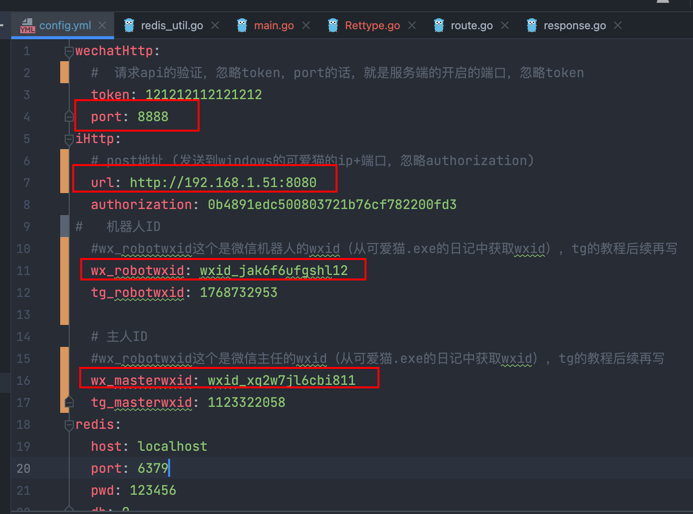 config.yml redis_util.go main.go Rettype.go route.go response.go
1 wechatHttp:
2 # 请求api的验证, 忽略token, port的话, 就是服务端的开启的端口, 忽略token
3 token: 121212112121212
4 port: 8888
5 iHttp:
6 # post地址 (发送到windows的可爱猫的ip+端口, 忽略authorization)
7 url: http://192.168.1.51:8080
8 authorization: 0b4891edc500803721b76cf782200fd3
9 # 机器人ID
10 #wx_robotwxid这个是微信机器人的wxid (从可爱猫.exe的日记中获取wxid) , tg的教程后续再写
11 wx_robotwxid: wxid_jak6f6ufgshl12
12 tg_robotwxid: 1768732953
13
14 # 主人ID
15 #wx_robotwxid这个是微信主任的wxid (从可爱猫.exe的日记中获取wxid) , tg的教程后续再写
16 wx_masterwxid: wxid_xq2w7jl6cbi811
17 tg_masterwxid: 1123322058
18 redis:
19 host: localhost
20 port: 6379
21 pwd: 123456